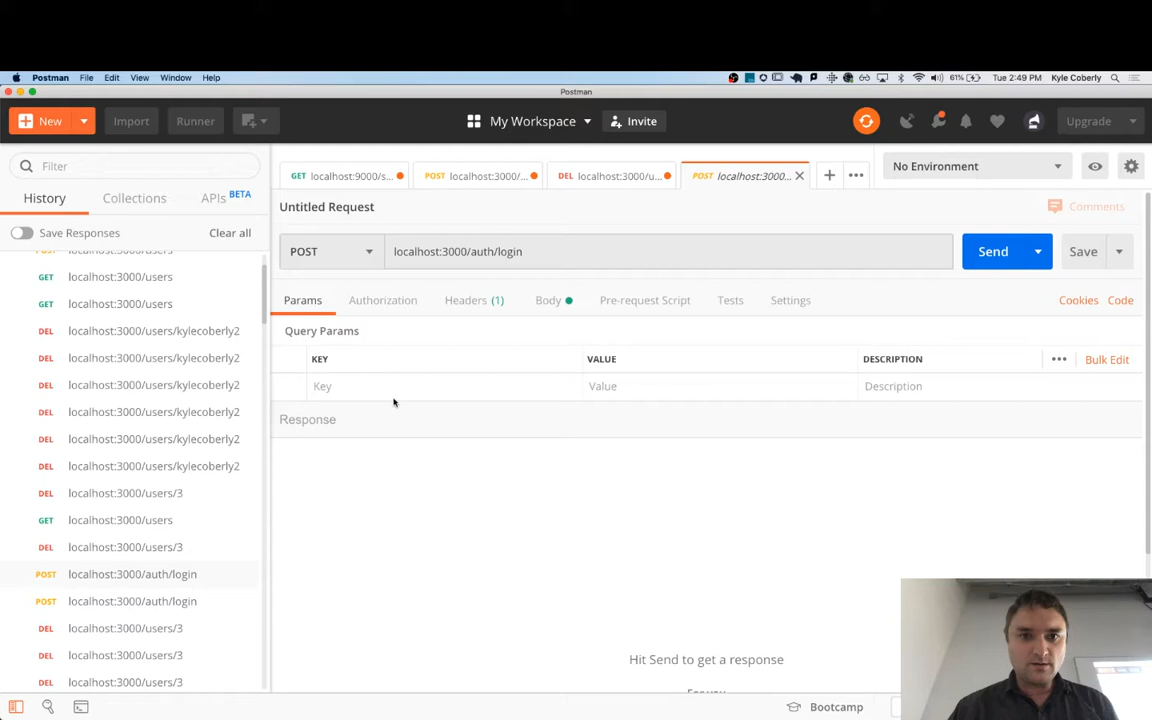 Postman File Edit View Window Help 61% Tue 2:49 PM Kyle Coberly
Postman
New Import Runner My Workspace Invite Upgrade
Filter
History Collections APIs BETA
Save Responses Clear all
GET localhost:9000/s... POST localhost:3000/... DEL localhost:3000/u... POST localhost:3000... No Environment
Untitled Request Comments
POST localhost:3000/auth/login Send Save
Params Authorization Headers (1) Body Pre-request Script Tests Settings Cookies Code
Query Params
KEY VALUE DESCRIPTION Bulk Edit
Key Value Description
Response
Hit Send to get a response
POST localhost:3000/users
GET localhost:3000/users
GET localhost:3000/users
DEL localhost:3000/users/kylecoberly2
DEL localhost:3000/users/kylecoberly2
DEL localhost:3000/users/kylecoberly2
DEL localhost:3000/users/kylecoberly2
DEL localhost:3000/users/kylecoberly2
DEL localhost:3000/users/kylecoberly2
DEL localhost:3000/users/3
GET localhost:3000/users
DEL localhost:3000/users/3
POST localhost:3000/auth/login
POST localhost:3000/auth/login
DEL localhost:3000/users/3
DEL localhost:3000/users/3
DEL localhost:3000/users/3
Bootcamp